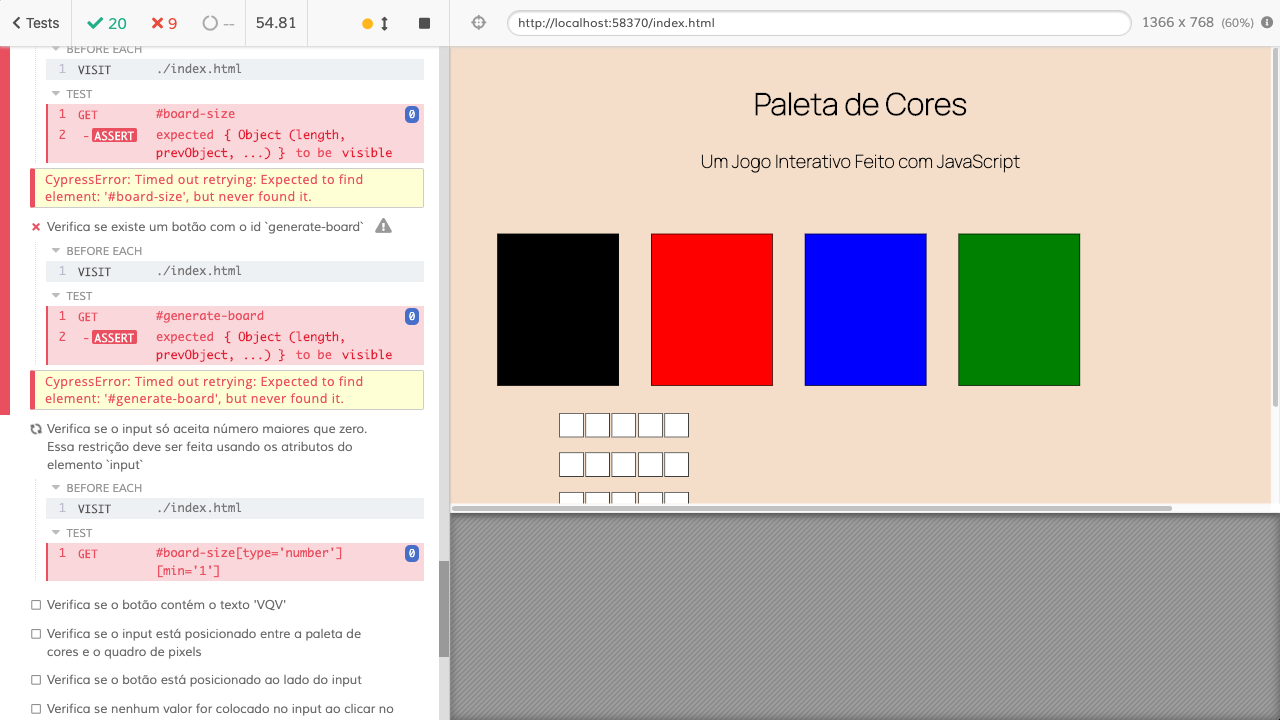 Tests 20 9 -- 54.81
http://localhost:58370/index.html 1366 x 768 (60%)
BEFORE EACH
1 VISIT ./index.html
TEST
1 GET #board-size 0
2 -ASSERT expected { Object (length,
prevObject, ...) } to be visible
CypressError: Timed out retrying: Expected to find
element: '#board-size', but never found it.
Verifica se existe um botão com o id `generate-board`
BEFORE EACH
1 VISIT ./index.html
TEST
1 GET #generate-board 0
2 -ASSERT expected { Object (length,
prevObject, ...) } to be visible
CypressError: Timed out retrying: Expected to find
element: '#generate-board', but never found it.
Verifica se o input só aceita número maiores que zero.
Essa restrição deve ser feita usando os atributos do
elemento `input`
BEFORE EACH
1 VISIT ./index.html
TEST
1 GET #board-size[type='number'] 0
[min='1']
Verifica se o botão contém o texto 'VQV'
Verifica se o input está posicionado entre a paleta de
cores e o quadro de pixels
Verifica se o botão está posicionado ao lado do input
Verifica se nenhum valor for colocado no input ao clicar no
Paleta de Cores
Um Jogo Interativo Feito com JavaScript